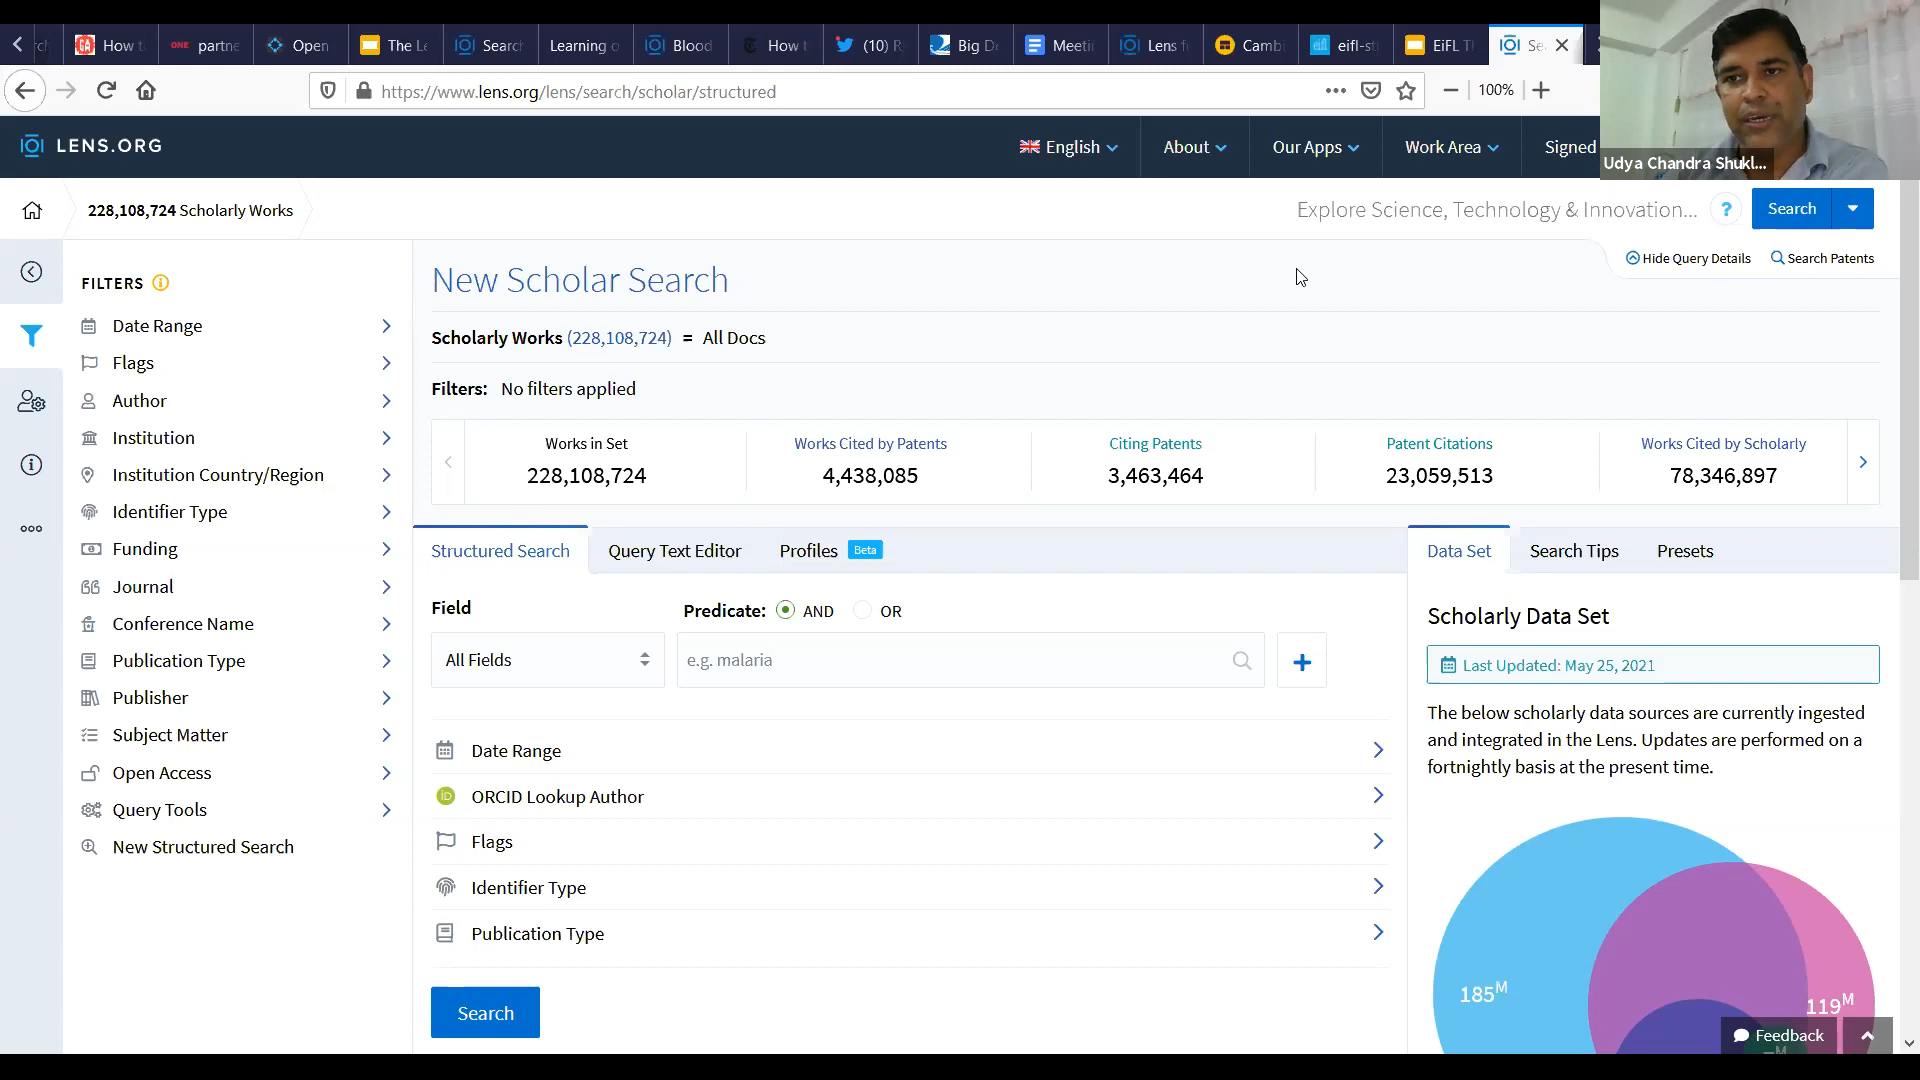 How t
ONE partne
Open
The Le
Searc
Learning o
Blood
How t
(10)
Big D
Meeti
Lens f
Camb
eifl-st
EiFL T
Se
https://www.lens.org/lens/search/scholar/structured
100%
LENS.ORG
English
About
Our Apps
Work Area
Signed
Udya Chandra Shukl...
228,108,724 Scholarly Works
Explore Science, Technology & Innovation...
?
Search
Hide Query Details
Search Patents
FILTERS
Date Range
Flags
Author
Institution
Institution Country/Region
Identifier Type
Funding
Journal
Conference Name
Publication Type
Publisher
Subject Matter
Open Access
Query Tools
New Structured Search
New Scholar Search
Scholarly Works (228,108,724) = All Docs
Filters: No filters applied
Works in Set
228,108,724
Works Cited by Patents
4,438,085
Citing Patents
3,463,464
Patent Citations
23,059,513
Works Cited by Scholarly
78,346,897
Structured Search
Query Text Editor
Profiles Beta
Field
Predicate: AND OR
All Fields
e.g. malaria
Date Range
ORCID Lookup Author
Flags
Identifier Type
Publication Type
Search
Data Set
Search Tips
Presets
Scholarly Data Set
Last Updated: May 25, 2021
The below scholarly data sources are currently ingested
and integrated in the Lens. Updates are performed on a
fortnightly basis at the present time.
185M
119M
Feedback